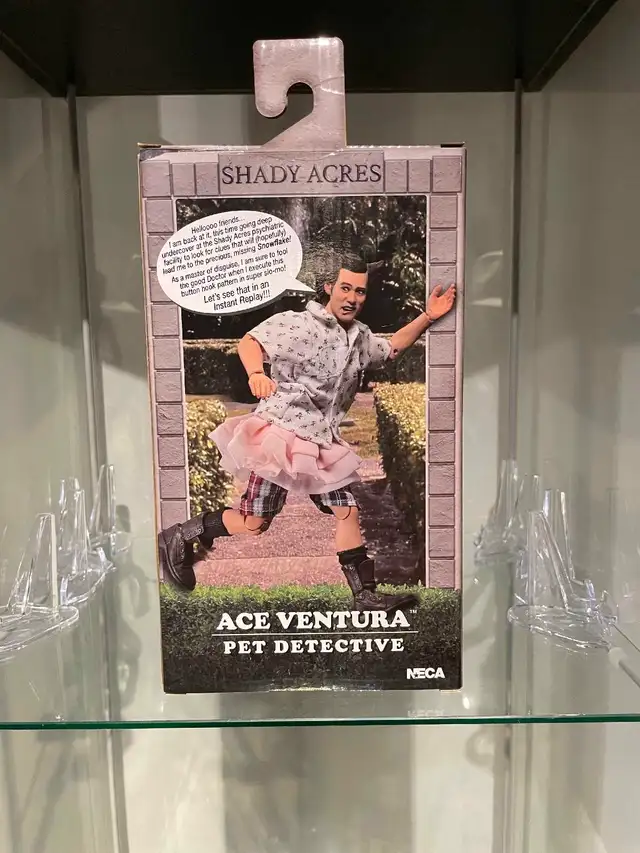 SHADY ACRES
Helloooo friends...
I am back at it, this time going deep
undercover at the Shady Acres psychiatric
facility to look for clues that will (hopefully)
lead me to the precious, missing Snowflake!
As a master of disguise, I am sure to fool
the good Doctor when I execute this
button hook pattern in super slo-mo!
Let's see that in an
Instant Replay!!!
ACE VENTURA™
PET DETECTIVE
NECA